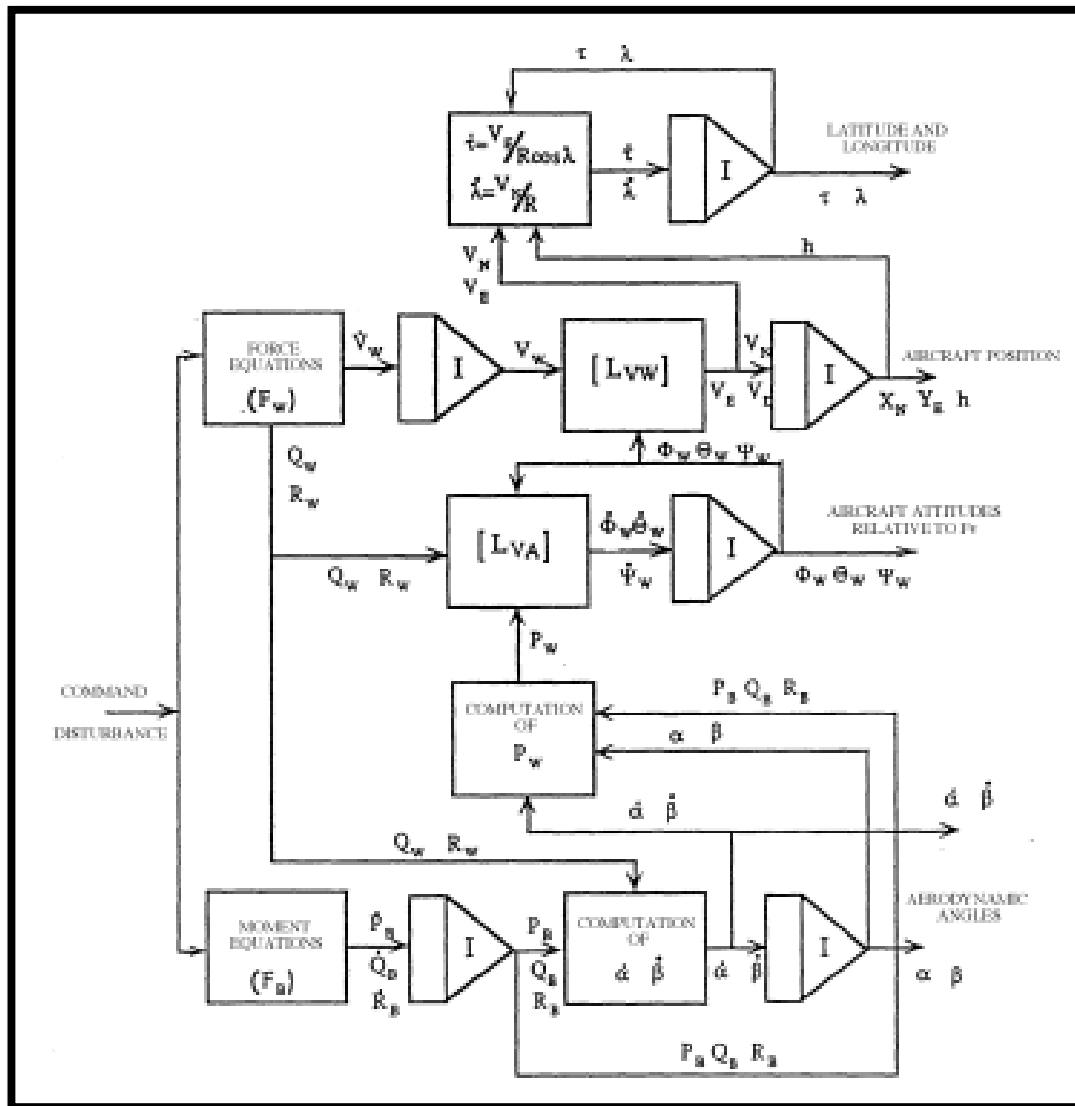 τ λ
τ̇=V_E/Rcosλ
λ̇=V_N/R
τ̇
λ̇
I
LATITUDE AND
LONGITUDE
τ λ
V_N
V_E
h
FORCE
EQUATIONS
(F_W)
V̇_W
I
V_W
[L_VW]
V_N
V_E V_E
I
AIRCRAFT POSITION
X_N Y_E h
Q_W
R_W
Φ_W Θ_W Ψ_W
[L_VA]
Q_W R_W
Φ̇_W Θ̇_W
Ψ̇_W
I
AIRCRAFT ATTITUDES
RELATIVE TO
Φ_W Θ_W Ψ_W
P_W
COMMAND
DISTURBANCE
COMPUTATION
OF
P_W
P_B Q_B R_B
α β
α̇ β̇
α̇ β̇
Q_W R_W
MOMENT
EQUATIONS
(F_B)
Ṗ_B
Q̇_B
Ṙ_B
I
P_B
Q_B
R_B
COMPUTATION
OF
α̇ β̇
α̇ β̇
I
AERODYNAMIC
ANGLES
α β
P_B Q_B R_B